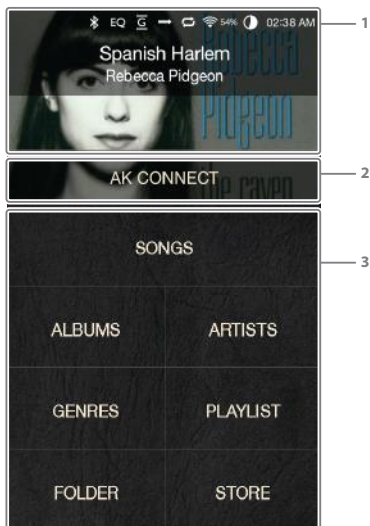 EQ G 54% 02:38 AM
1
Spanish Harlem
Rebecca Pidgeon
Rebecca
Pidgeon
2
AK CONNECT
the raven
SONGS
3
ALBUMS ARTISTS
GENRES PLAYLIST
FOLDER STORE